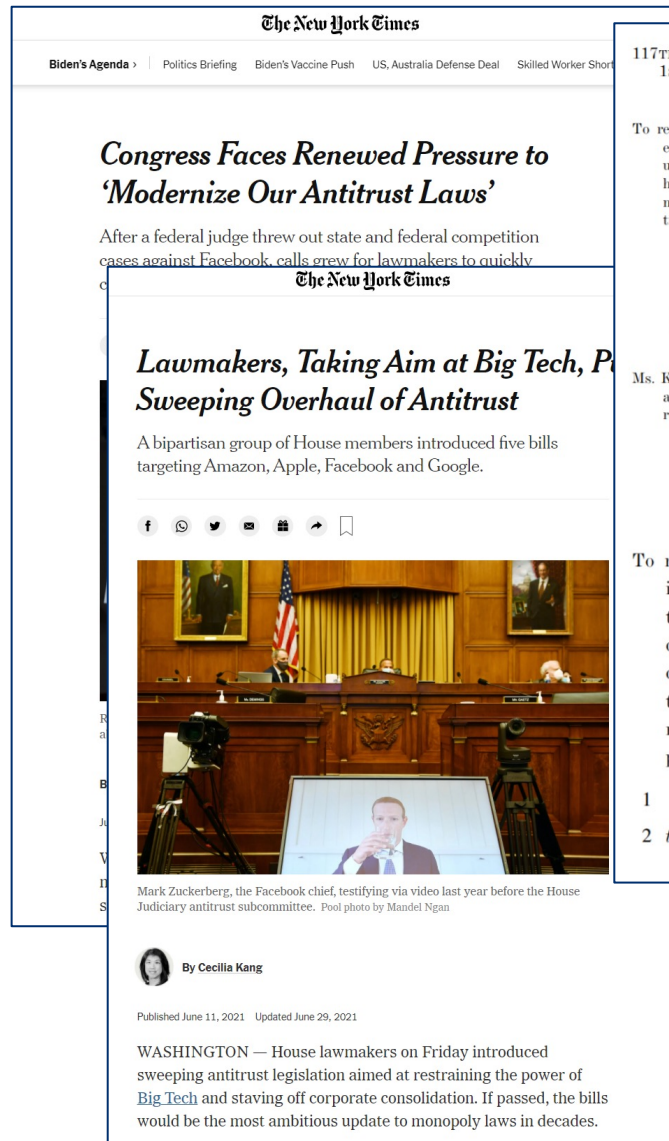 The New York Times
Biden's Agenda › Politics Briefing Biden's Vaccine Push US, Australia Defense Deal Skilled Worker Short
Congress Faces Renewed Pressure to
‘Modernize Our Antitrust Laws’
After a federal judge threw out state and federal competition
cases against Facebook, calls grew for lawmakers to quickly
c
R
a
B
Ju
W
n
s
The New York Times
Lawmakers, Taking Aim at Big Tech, P
Sweeping Overhaul of Antitrust
A bipartisan group of House members introduced five bills
targeting Amazon, Apple, Facebook and Google.
Mark Zuckerberg, the Facebook chief, testifying via video last year before the House
Judiciary antitrust subcommittee. Pool photo by Mandel Ngan
By Cecilia Kang
Published June 11, 2021 Updated June 29, 2021
WASHINGTON — House lawmakers on Friday introduced
sweeping antitrust legislation aimed at restraining the power of
Big Tech and staving off corporate consolidation. If passed, the bills
would be the most ambitious update to monopoly laws in decades.
117T
1
To re
e
u
h
n
t
Ms. K
a
r
To r
i
t
c
c
t
r
p
1
2 t